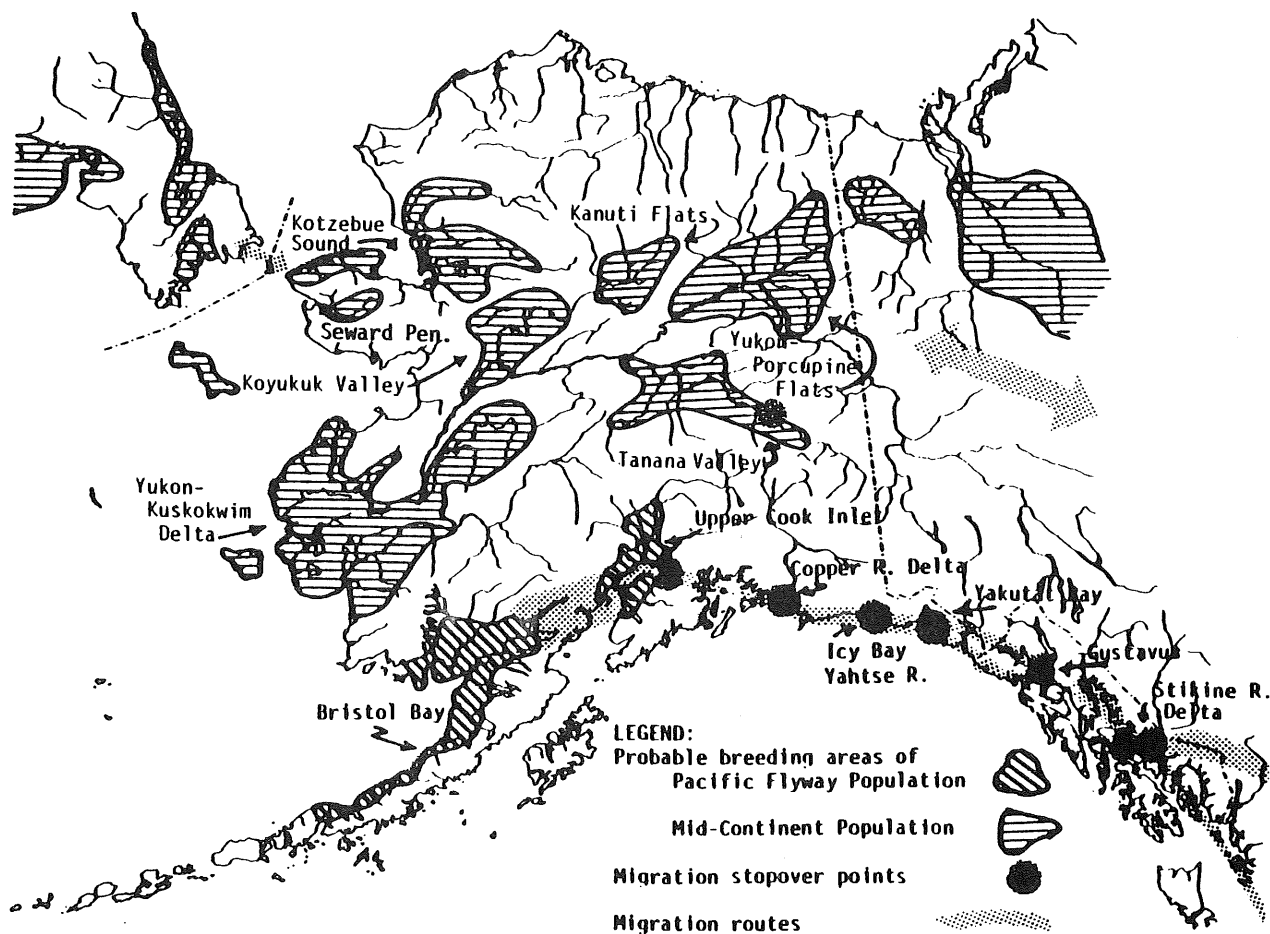 Kotzebue
Sound
Kanuti Flats
Seward Pen.
Koyukuk Valley
Yukon-
Porcupine
Flats
Tanana Valley
Yukon-
Kuskokwim
Delta
Upper Cook Inlet
Copper R. Delta
Yakutat Bay
Icy Bay
Yahtse R.
Gustavus
Stikine R.
Delta
Bristol Bay
LEGEND:
Probable breeding areas of
Pacific Flyway Population
Mid-Continent Population
Migration stopover points
Migration routes